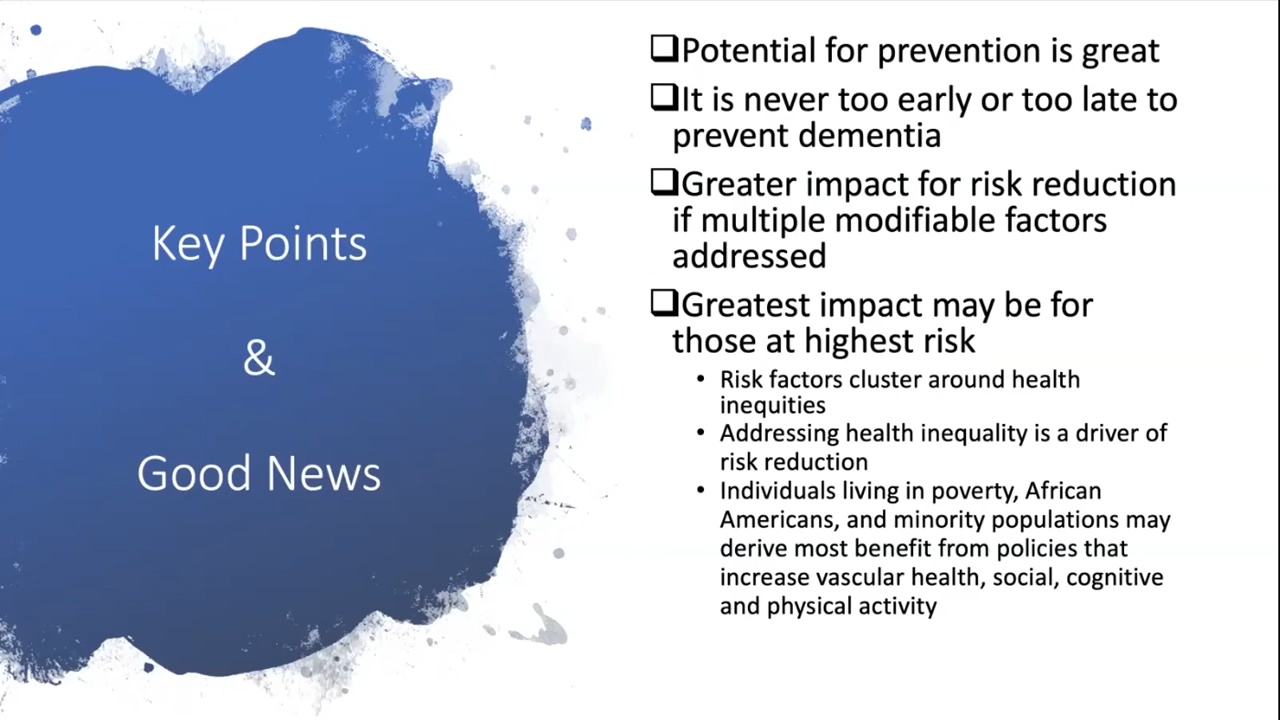 Key Points
&
Good News
❑Potential for prevention is great
❑It is never too early or too late to
prevent dementia
❑Greater impact for risk reduction
if multiple modifiable factors
addressed
❑Greatest impact may be for
those at highest risk
• Risk factors cluster around health
inequities
• Addressing health inequality is a driver of
risk reduction
• Individuals living in poverty, African
Americans, and minority populations may
derive most benefit from policies that
increase vascular health, social, cognitive
and physical activity